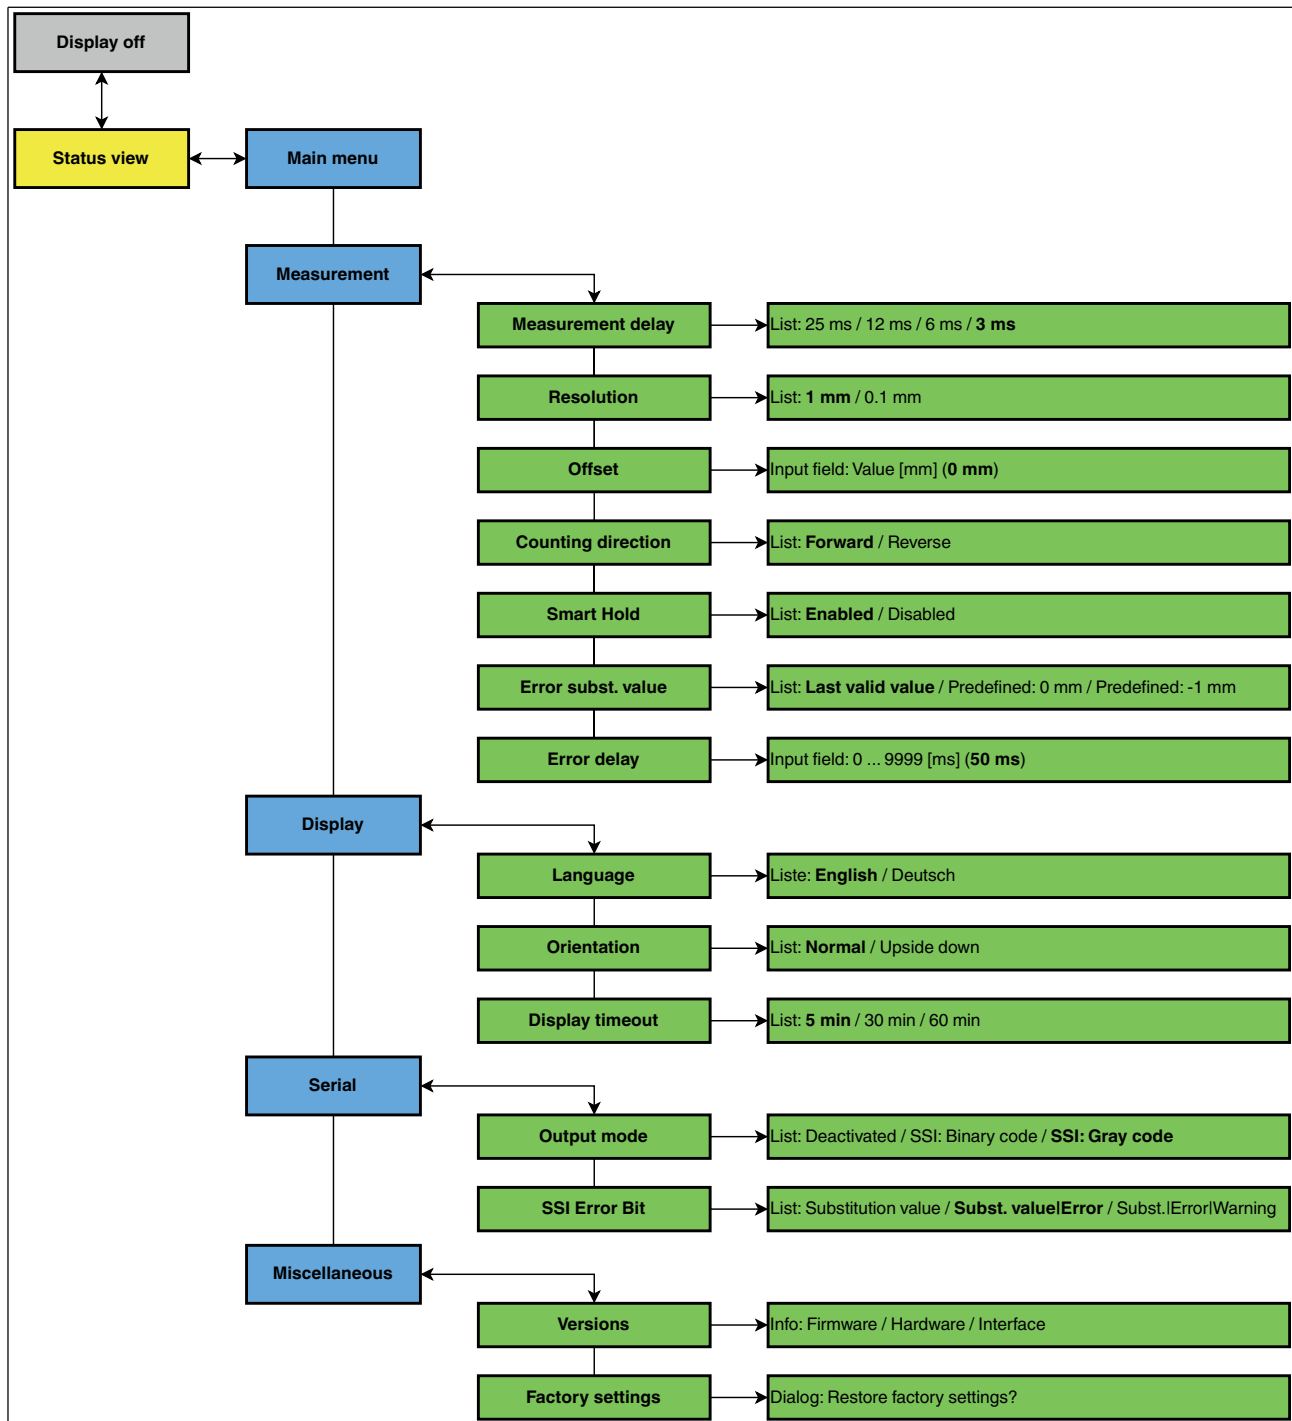 Display off
Status view
Main menu
Measurement
Measurement delay
List: 25 ms / 12 ms / 6 ms / 3 ms
Resolution
List: 1 mm / 0.1 mm
Offset
Input field: Value [mm] (0 mm)
Counting direction
List: Forward / Reverse
Smart Hold
List: Enabled / Disabled
Error subst. value
List: Last valid value / Predefined: 0 mm / Predefined: -1 mm
Error delay
Input field: 0 ... 9999 [ms] (50 ms)
Display
Language
Liste: English / Deutsch
Orientation
List: Normal / Upside down
Display timeout
List: 5 min / 30 min / 60 min
Serial
Output mode
List: Deactivated / SSI: Binary code / SSI: Gray code
SSI Error Bit
List: Substitution value / Subst. value|Error / Subst.|Error|Warning
Miscellaneous
Versions
Info: Firmware / Hardware / Interface
Factory settings
Dialog: Restore factory settings?